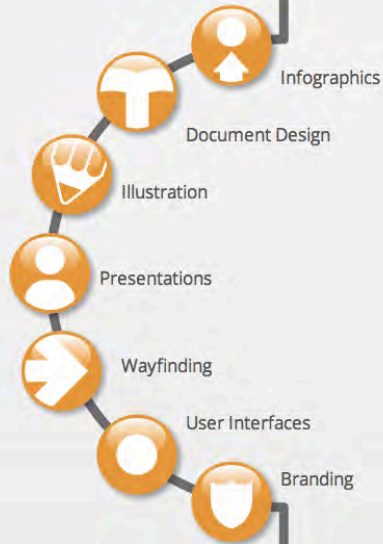 Infographics
Document Design
Illustration
Presentations
Wayfinding
User Interfaces
Branding